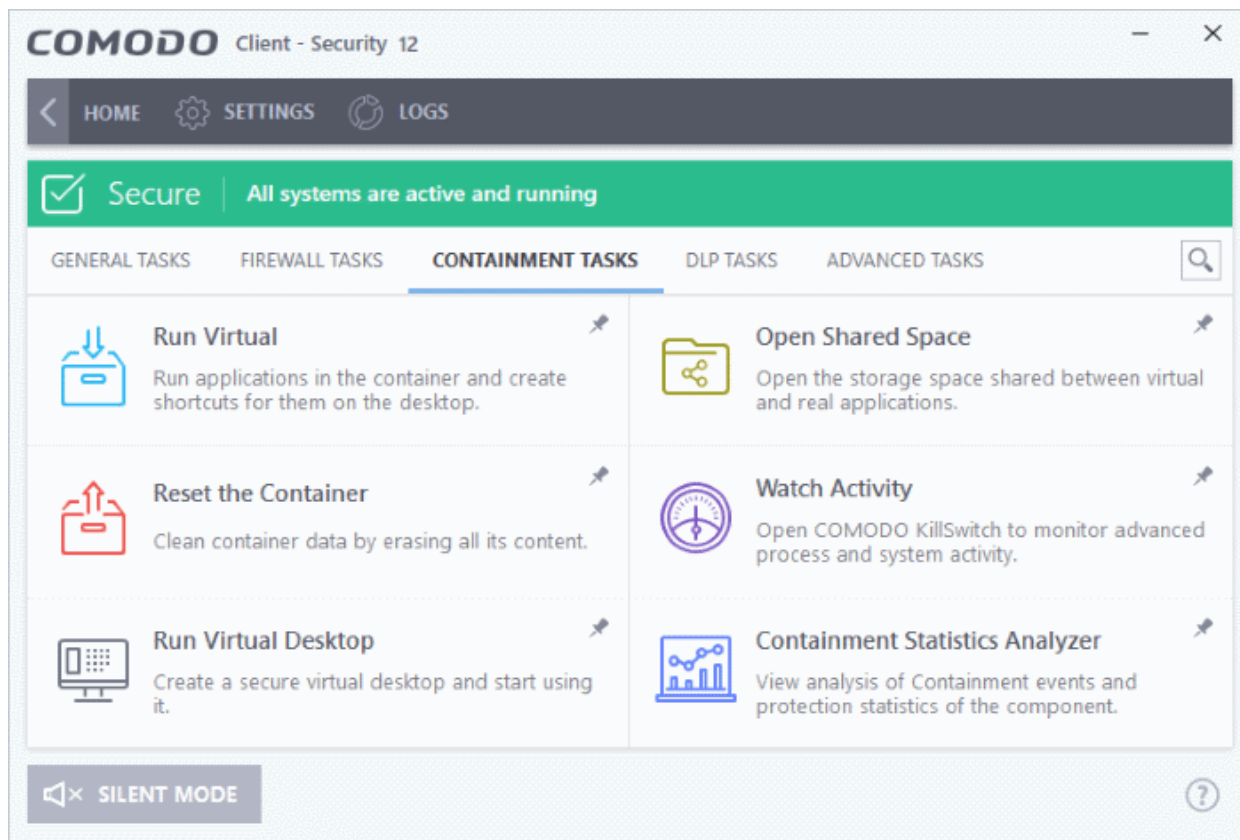 COMODO Client - Security 12
HOME SETTINGS LOGS
Secure All systems are active and running
GENERAL TASKS FIREWALL TASKS CONTAINMENT TASKS DLP TASKS ADVANCED TASKS
Run Virtual
Run applications in the container and create
shortcuts for them on the desktop.
Open Shared Space
Open the storage space shared between virtual
and real applications.
Reset the Container
Clean container data by erasing all its content.
Watch Activity
Open COMODO KillSwitch to monitor advanced
process and system activity.
Run Virtual Desktop
Create a secure virtual desktop and start using
it.
Containment Statistics Analyzer
View analysis of Containment events and
protection statistics of the component.
SILENT MODE
?